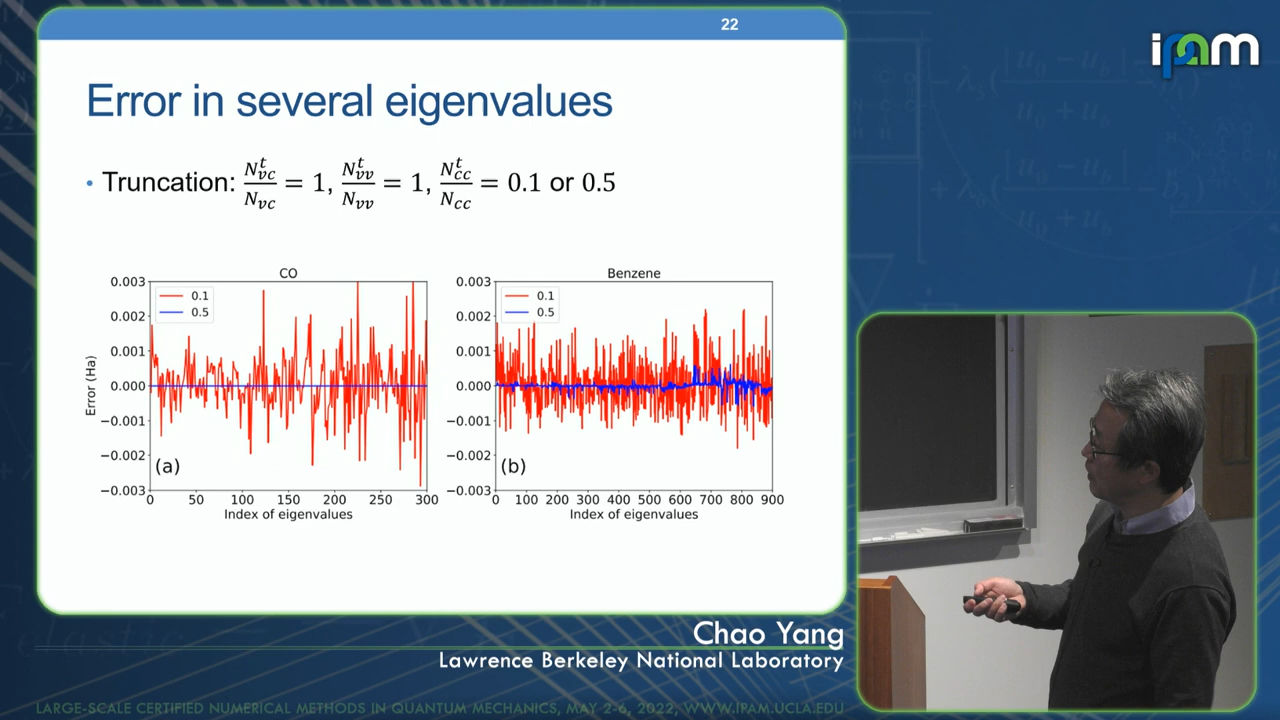 22
ipam
Error in several eigenvalues
• Truncation: N^t_vc / N_vc = 1, N^t_vv / N_vv = 1, N^t_cc / N_cc = 0.1 or 0.5
CO
0.003
0.002
0.001
0.000
−0.001
−0.002
−0.003
Error (Ha)
0.1
0.5
(a)
0 50 100 150 200 250 300
Index of eigenvalues
Benzene
0.003
0.002
0.001
0.000
−0.001
−0.002
−0.003
0.1
0.5
(b)
0 100 200 300 400 500 600 700 800 900
Index of eigenvalues
Chao Yang
Lawrence Berkeley National Laboratory
LARGE-SCALE CERTIFIED NUMERICAL METHODS IN QUANTUM MECHANICS, MAY 2-6, 2022, WWW.IPAM.UCLA.EDU